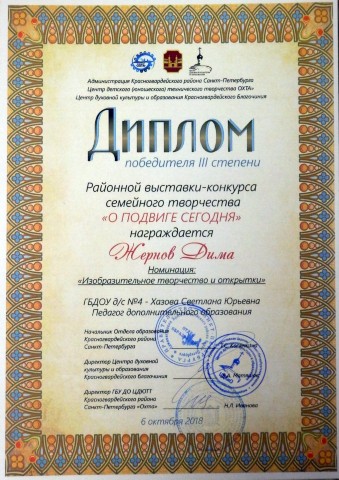 Администрация Красногвардейского района Санкт-Петербурга
Центр детского (юношеского) технического творчества ОХТА»
Центр духовной культуры и образования Красногвардейского Благочиния
ДИПЛОМ
победителя III степени
Районной выставки-конкурса
семейного творчества
«О ПОДВИГЕ СЕГОДНЯ»
награждается
Жернов Дима
Номинация:
«Изобразительное творчество и открытки»
ГБДОУ д/с №4 - Хазова Светлана Юрьевна
Педагог дополнительного образования
Начальник Отдела образования
Красногвардейского района
Санкт-Петербурга
Директор Центра духовной
культуры и образования
Красногвардейского Благочиния
Директор ГБУ ДО ЦДЮТТ
Красногвардейского района
Санкт-Петербурга «Охта»
Н.П. Иванова
6 октября 2018